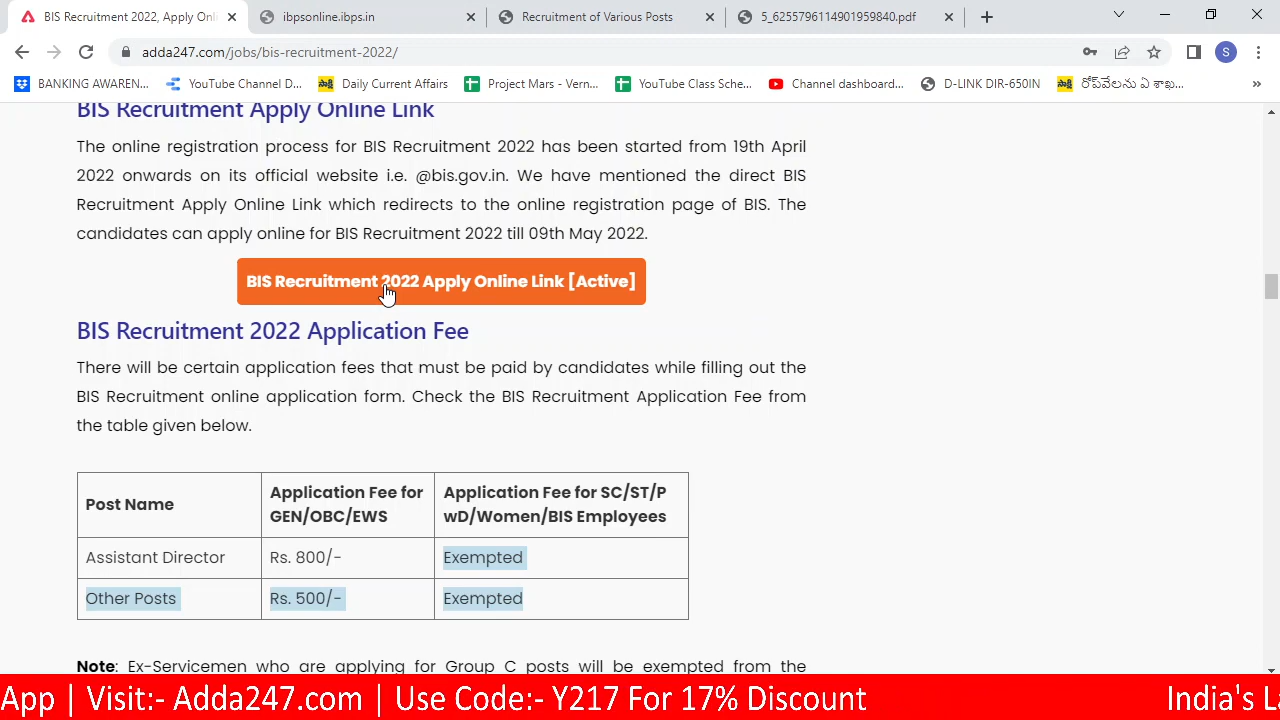 BIS Recruitment 2022, Apply Onli
ibpsonline.ibps.in
Recruitment of Various Posts
5_6255796114901959840.pdf
adda247.com/jobs/bis-recruitment-2022/
S
BANKING AWAREN...
YouTube Channel D...
Daily Current Affairs
Project Mars - Vern...
YouTube Class Sche...
Channel dashboard...
D-LINK DIR-650IN
రోప్‌వేలను ఏ శాఖ...
BIS Recruitment Apply Online Link
The online registration process for BIS Recruitment 2022 has been started from 19th April
2022 onwards on its official website i.e. @bis.gov.in. We have mentioned the direct BIS
Recruitment Apply Online Link which redirects to the online registration page of BIS. The
candidates can apply online for BIS Recruitment 2022 till 09th May 2022.
BIS Recruitment 2022 Apply Online Link [Active]
BIS Recruitment 2022 Application Fee
There will be certain application fees that must be paid by candidates while filling out the
BIS Recruitment online application form. Check the BIS Recruitment Application Fee from
the table given below.
Post Name
Application Fee for
GEN/OBC/EWS
Application Fee for SC/ST/P
wD/Women/BIS Employees
Assistant Director
Rs. 800/-
Exempted
Other Posts
Rs. 500/-
Exempted
Note: Ex-Servicemen who are applying for Group C posts will be exempted from the
App | Visit:- Adda247.com | Use Code:- Y217 For 17% Discount
India's La